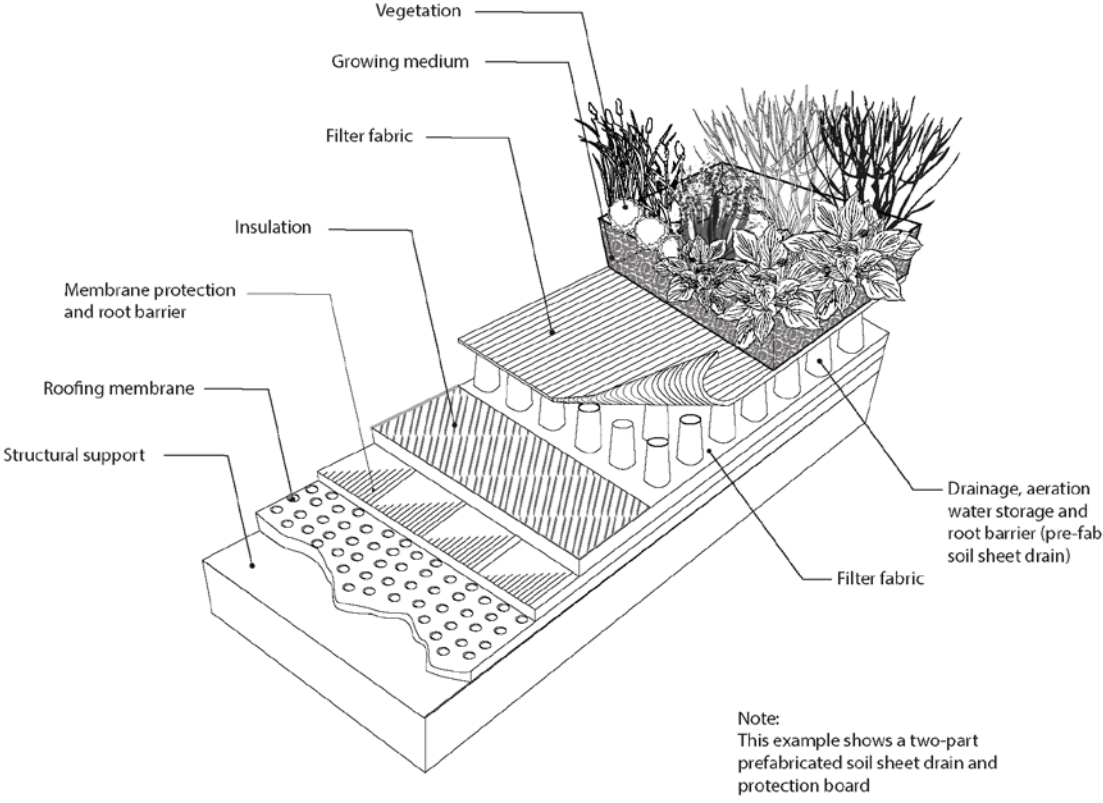 Vegetation
Growing medium
Filter fabric
Insulation
Membrane protection
and root barrier
Roofing membrane
Structural support
Drainage, aeration
water storage and
root barrier (pre-fab
soil sheet drain)
Filter fabric
Note:
This example shows a two-part
prefabricated soil sheet drain and
protection board